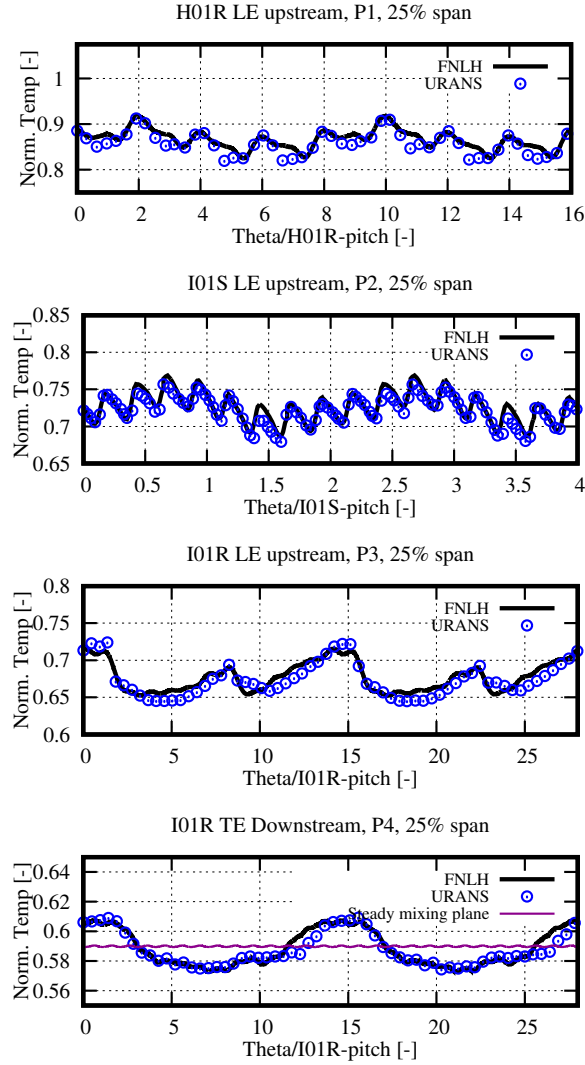 H01R LE upstream, P1, 25% span
Norm. Temp [-]
1
0.9
0.8
FNLH
URANS
0 2 4 6 8 10 12 14 16
Theta/H01R-pitch [-]
I01S LE upstream, P2, 25% span
Norm. Temp [-]
0.85
0.8
0.75
0.7
0.65
FNLH
URANS
0 0.5 1 1.5 2 2.5 3 3.5 4
Theta/I01S-pitch [-]
I01R LE upstream, P3, 25% span
Norm. Temp [-]
0.8
0.75
0.7
0.65
0.6
FNLH
URANS
0 5 10 15 20 25
Theta/I01R-pitch [-]
I01R TE Downstream, P4, 25% span
Norm. Temp [-]
0.64
0.62
0.6
0.58
0.56
FNLH
URANS
Steady mixing plane
0 5 10 15 20 25
Theta/I01R-pitch [-]